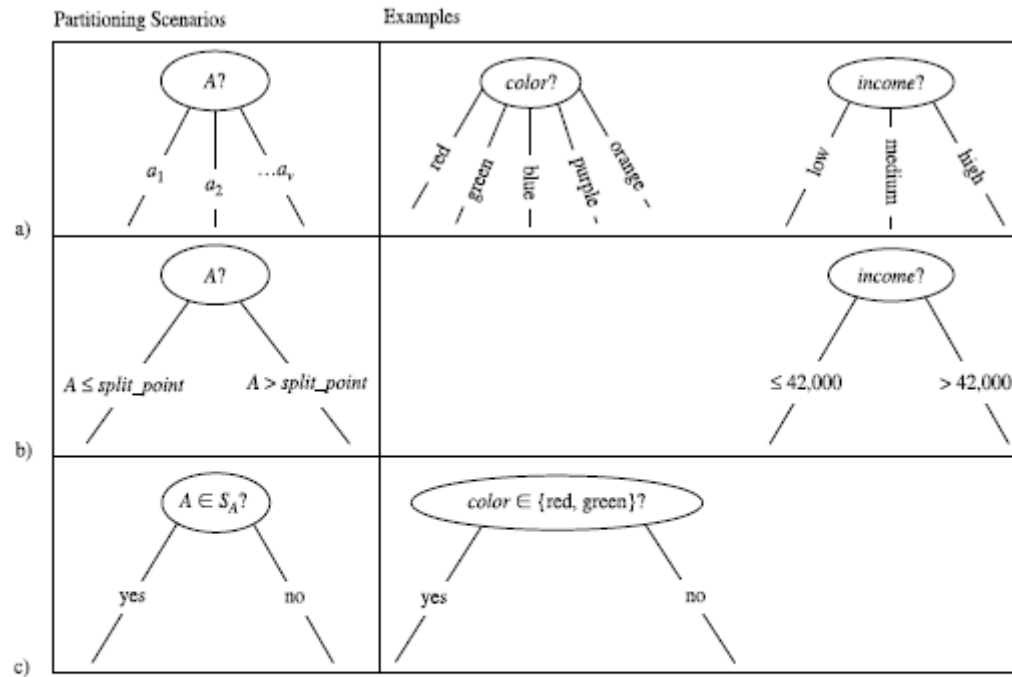 Partitioning Scenarios
Examples
A?
a1
a2
...av
color?
red
green
blue
purple
orange
income?
low
medium
high
a)
A?
A ≤ split_point
A > split_point
income?
≤ 42,000
> 42,000
b)
A ∈ SA?
yes
no
color ∈ {red, green}?
yes
no
c)